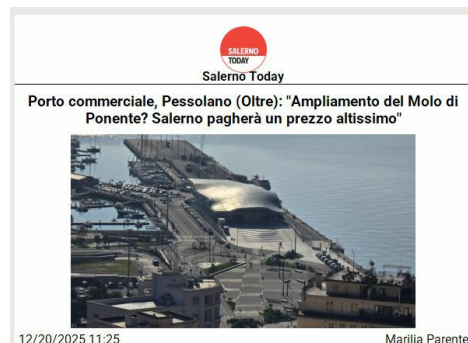 SALERNO
TODAY
Salerno Today
Porto commerciale, Pessolano (Oltre): "Ampliamento del Molo di
Ponente? Salerno pagherà un prezzo altissimo"
12/20/2025 11:25
Marilia Parente